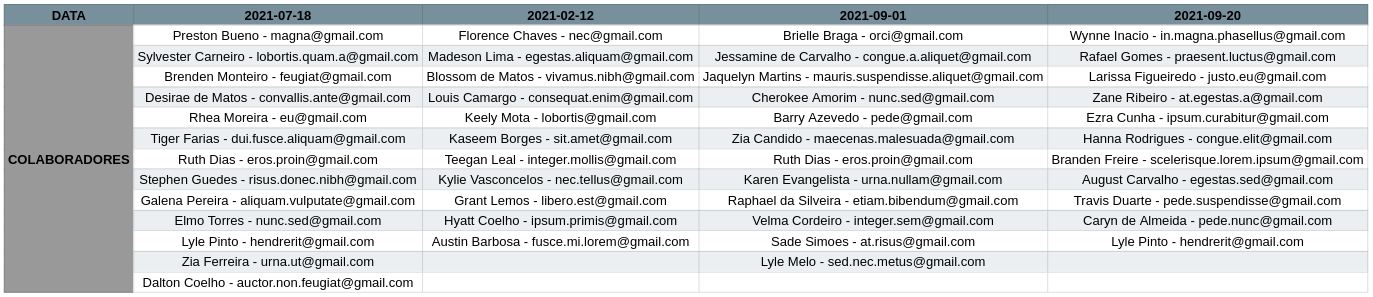 DATA 2021-07-18 2021-02-12 2021-09-01 2021-09-20
Preston Bueno - magna@gmail.com Florence Chaves - nec@gmail.com Brielle Braga - orci@gmail.com Wynne Inacio - in.magna.phasellus@gmail.com
Sylvester Carneiro - lobortis.quam.a@gmail.com Madeson Lima - egestas.aliquam@gmail.com Jessamine de Carvalho - congue.a.aliquet@gmail.com Rafael Gomes - praesent.luctus@gmail.com
Brenden Monteiro - feugiat@gmail.com Blossom de Matos - vivamus.nibh@gmail.com Jaquelyn Martins - mauris.suspendisse.aliquet@gmail.com Larissa Figueiredo - justo.eu@gmail.com
Desirae de Matos - convallis.ante@gmail.com Louis Camargo - consequat.enim@gmail.com Cherokee Amorim - nunc.sed@gmail.com Zane Ribeiro - at.egestas.a@gmail.com
Rhea Moreira - eu@gmail.com Keely Mota - lobortis@gmail.com Barry Azevedo - pede@gmail.com Ezra Cunha - ipsum.curabitur@gmail.com
Tiger Farias - dui.fusce.aliquam@gmail.com Kaseem Borges - sit.amet@gmail.com Zia Candido - maecenas.malesuada@gmail.com Hanna Rodrigues - congue.elit@gmail.com
COLABORADORES Ruth Dias - eros.proin@gmail.com Teegan Leal - integer.mollis@gmail.com Ruth Dias - eros.proin@gmail.com Branden Freire - scelerisque.lorem.ipsum@gmail.com
Stephen Guedes - risus.donec.nibh@gmail.com Kylie Vasconcelos - nec.tellus@gmail.com Karen Evangelista - urna.nullam@gmail.com August Carvalho - egestas.sed@gmail.com
Galena Pereira - aliquam.vulputate@gmail.com Grant Lemos - libero.est@gmail.com Raphael da Silveira - etiam.bibendum@gmail.com Travis Duarte - pede.suspendisse@gmail.com
Elmo Torres - nunc.sed@gmail.com Hyatt Coelho - ipsum.primis@gmail.com Velma Cordeiro - integer.sem@gmail.com Caryn de Almeida - pede.nunc@gmail.com
Lyle Pinto - hendrerit@gmail.com Austin Barbosa - fusce.mi.lorem@gmail.com Sade Simoes - at.risus@gmail.com Lyle Pinto - hendrerit@gmail.com
Zia Ferreira - urna.ut@gmail.com Lyle Melo - sed.nec.metus@gmail.com
Dalton Coelho - auctor.non.feugiat@gmail.com